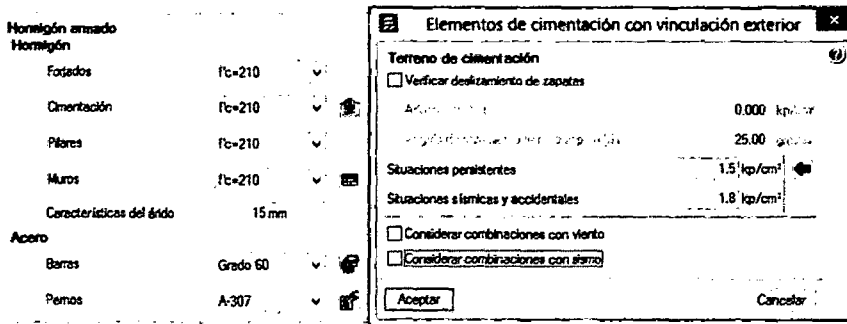 Hormigón armado
Hormigón
Forjados f'c=210
Cimentación f'c=210
Pilares f'c=210
Muros f'c=210
Características del árido 15 mm
Acero
Barras Grado 60
Pernos A-307
Elementos de cimentación con vinculación exterior
Terreno de cimentación
Verificar deslizamiento de zapatas
0.000
25.00
Situaciones persistentes 1.5 kp/cm²
Situaciones sísmicas y accidentales 1.8 kp/cm²
Considerar combinaciones con viento
Considerar combinaciones con sismo
Aceptar Cancelar